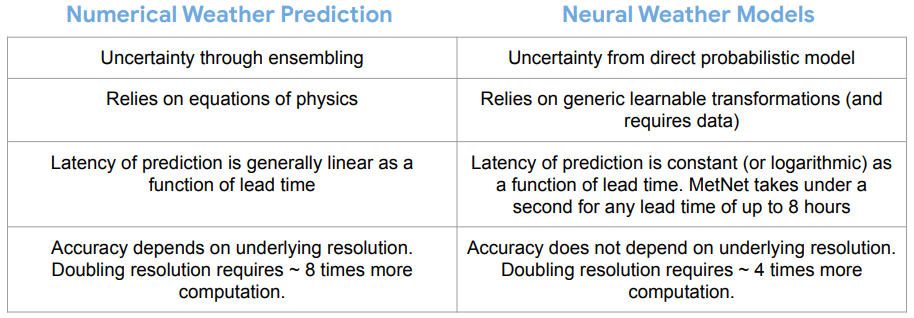 Numerical Weather Prediction
Neural Weather Models
Uncertainty through ensembling
Uncertainty from direct probabilistic model
Relies on equations of physics
Relies on generic learnable transformations (and
requires data)
Latency of prediction is generally linear as a
function of lead time
Latency of prediction is constant (or logarithmic) as
a function of lead time. MetNet takes under a
second for any lead time of up to 8 hours
Accuracy depends on underlying resolution.
Doubling resolution requires ~ 8 times more
computation.
Accuracy does not depend on underlying resolution.
Doubling resolution requires ~ 4 times more
computation.